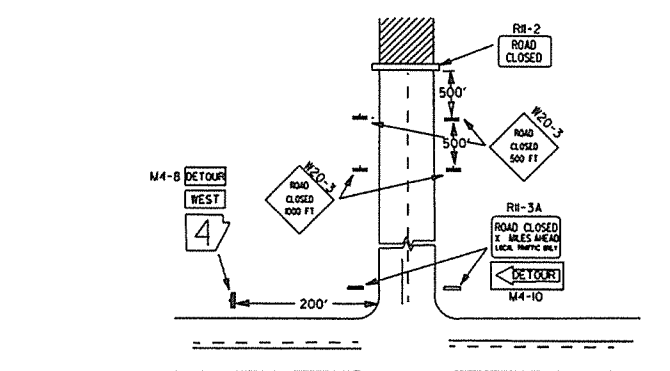 R11-2
ROAD
CLOSED
500'
W20-3
ROAD
CLOSED
500 FT
500'
M4-8
DETOUR
WEST
4
W20-3
ROAD
CLOSED
1000 FT
R11-3A
ROAD CLOSED
X MILES AHEAD
LOCAL TRAFFIC ONLY
DETOUR
M4-10
200'